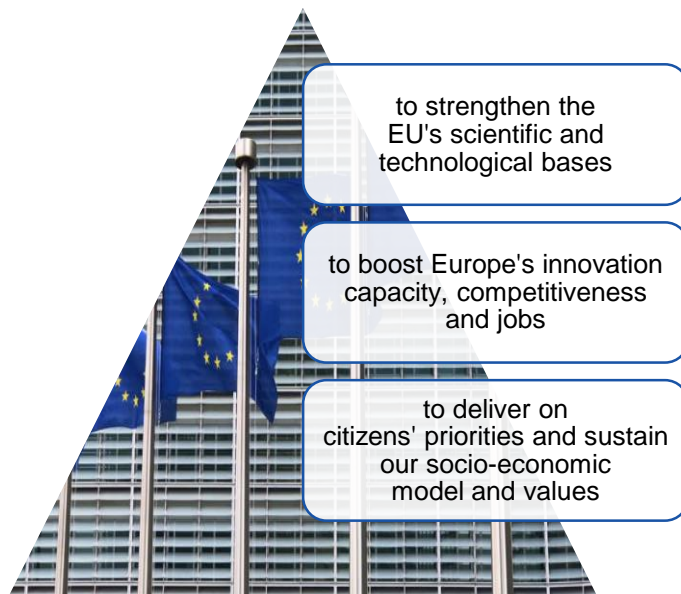 to strengthen the
EU's scientific and
technological bases
to boost Europe's innovation
capacity, competitiveness
and jobs
to deliver on
citizens' priorities and sustain
our socio-economic
model and values